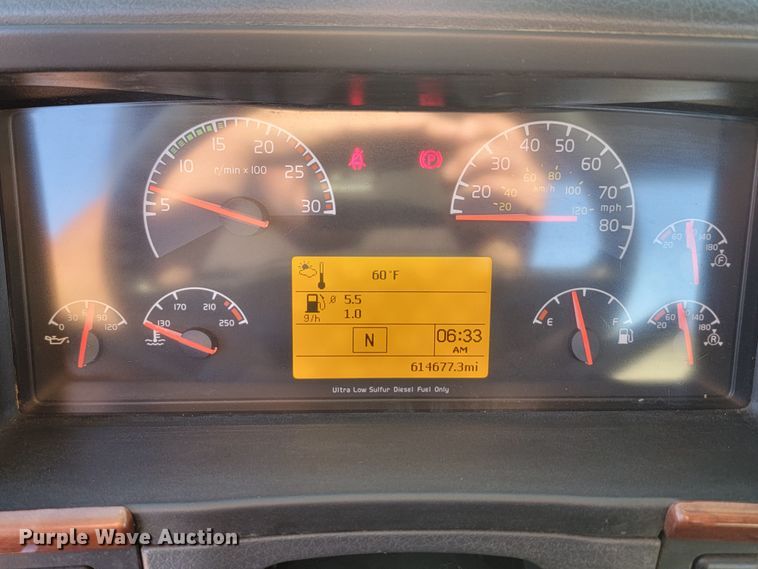 5 10 15 20 25 30
r/min x 100
20 30 40 50 60 70 80
mph
20 40 80 100 120
km/h
60°F
ø 5.5
g/h 1.0
N
06:33
AM
614677.3mi
0 30 90 120
130 170 210 250
E F
20 60 140 180
F
20 60 140 180
R
P
Ultra Low Sulfur Diesel Fuel Only
Purple Wave Auction®